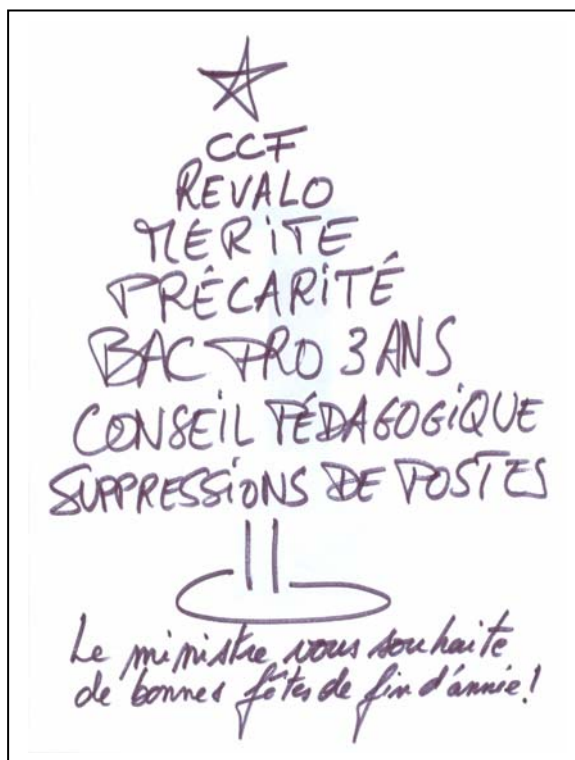 CCF
REVALO
MERITE
PRÉCARITÉ
BAC PRO 3 ANS
CONSEIL PÉDAGOGIQUE
SUPPRESSIONS DE POSTES
Le ministre vous souhaite
de bonnes fêtes de fin d'année!